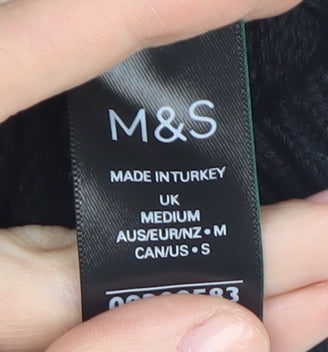 M&S
MADE IN TURKEY
UK
MEDIUM
AUS/EUR/NZ • M
CAN/US • S